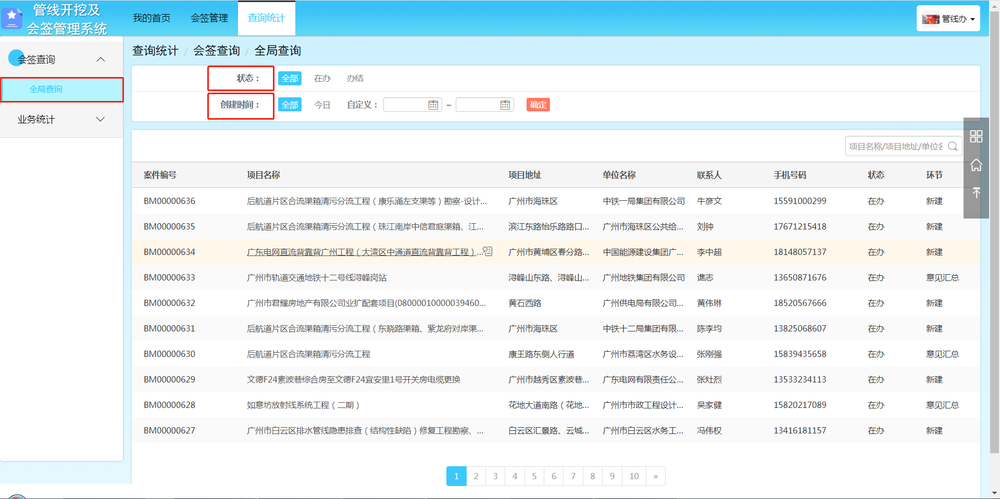 管线开挖及
会签管理系统
我的首页 会签管理 查询统计
管线办
会签查询
全局查询
业务统计
查询统计 / 会签查询 / 全局查询
状态： 全部 在办 办结
创建时间： 全部 今日 自定义： ~ 确定
项目名称/项目地址/单位名
案件编号 项目名称 项目地址 单位名称 联系人 手机号码 状态 环节
BM00000636 后航道片区合流渠箱清污分流工程（康乐涌左支渠等）勘察-设计... 广州市海珠区 中铁一局集团有限公司 牛彦文 15591000299 在办 新建
BM00000635 后航道片区合流渠箱清污分流工程（珠江南岸中信君庭渠箱、江... 滨江东路怡乐路路口... 广州市海珠区公共给... 刘钟 17671215418 在办 新建
BM00000634 广东电网直流背靠背广州工程（大湾区中通道直流背靠背工程）... 广州市黄埔区春分路... 中国能源建设集团广... 李中超 18148057137 在办 新建
BM00000633 广州市轨道交通地铁十二号线浔峰岗站 浔峰山东路、浔峰山... 广州地铁集团有限公司 谯志 13650871676 在办 意见汇总
BM00000632 广州市君耀房地产有限公司业扩配套项目(08000010000039460... 黄石西路 广州供电局有限公司... 黄伟琳 18520567666 在办 新建
BM00000631 后航道片区合流渠箱清污分流工程（东晓路渠箱、紫龙府对岸渠... 广州市海珠区 中铁十二局集团有限... 陈李均 13825068607 在办 新建
BM00000630 后航道片区合流渠箱清污分流工程 康王路东侧人行道 广州市荔湾区水务设... 张刚强 15839435658 在办 意见汇总
BM00000629 文德F24素波巷综合房至文德F24宜安里1号开关房电缆更换 广州市越秀区素波巷... 广东电网有限责任公... 张灶烈 13533234113 在办 新建
BM00000628 如意坊放射线系统工程（二期） 花地大道南路（花地... 广州市市政工程设计... 吴家健 15820217089 在办 意见汇总
BM00000627 广州市白云区排水管线隐患排查（结构性缺陷）修复工程勘察、... 白云区汇景路、云城... 广州市白云区水务工... 冯伟权 13416181157 在办 新建
1 2 3 4 5 6 7 8 9 10 »